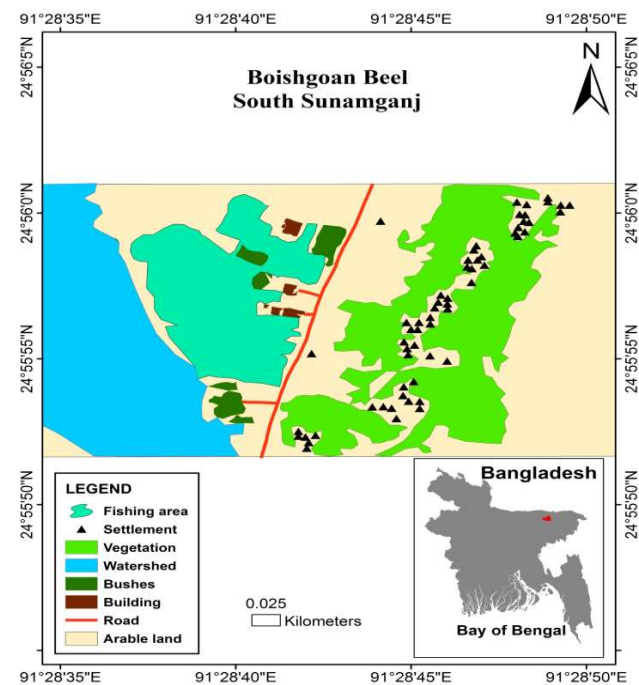 91°28'35"E 91°28'40"E 91°28'45"E 91°28'50"E
Boishgoan Beel
South Sunamganj
N
24°56'5"N
24°56'5"N
24°56'0"N
24°56'0"N
24°55'55"N
24°55'55"N
24°55'50"N
24°55'50"N
LEGEND
Fishing area
Settlement
Vegetation
Watershed
Bushes
Building
Road
Arable land
0.025
Kilometers
Bangladesh
Bay of Bengal
91°28'35"E 91°28'40"E 91°28'45"E 91°28'50"E